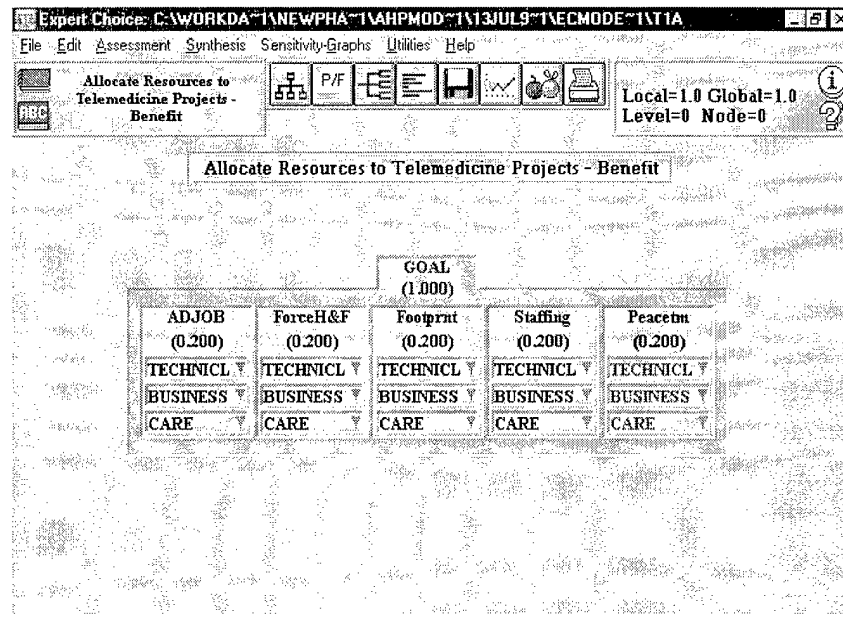 Expert Choice: C:\WORKDA~1\NEWPHA~1\AHPMOD~1\13JUL9~1\ECMODE~1\T1A
File Edit Assessment Synthesis Sensitivity-Graphs Utilities Help
Allocate Resources to
Telemedicine Projects -
Benefit
ABC
P/F
Local=1.0 Global=1.0
Level=0 Node=0
Allocate Resources to Telemedicine Projects - Benefit
GOAL
(1.000)
ADJOB ForceH&F Footprnt Staffing Peacetm
(0.200) (0.200) (0.200) (0.200) (0.200)
TECHNICL TECHNICL TECHNICL TECHNICL TECHNICL
BUSINESS BUSINESS BUSINESS BUSINESS BUSINESS
CARE CARE CARE CARE CARE